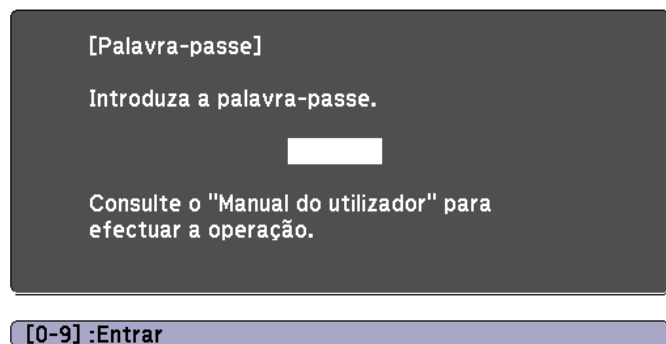 [Palavra-passe]
Introduza a palavra-passe.
Consulte o "Manual do utilizador" para
efectuar a operação.
[0-9] :Entrar